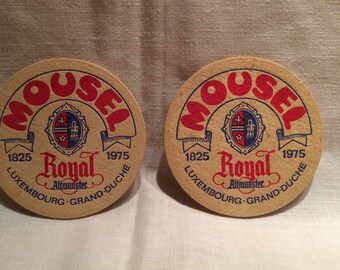 MOUSEL
1825 1975
Royal
Altmunster
LUXEMBOURG · GRAND-DUCHE
MOUSEL
1825 1975
Royal
Altmunster
LUXEMBOURG · GRAND-DUCHE